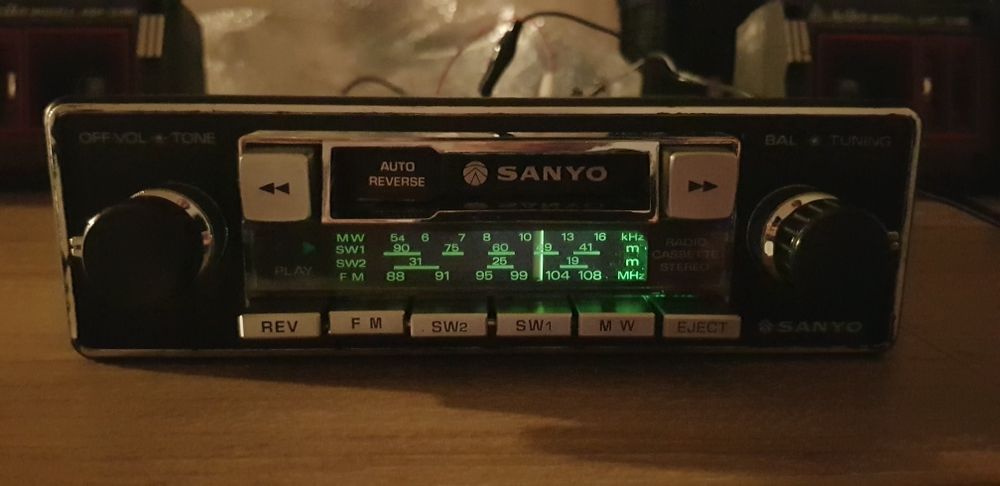 OFF·VOL TONE
AUTO
REVERSE
SANYO
BAL TUNING
MW 54 6 7 8 10 13 16 kHz
SW1 90 75 60 49 41 m
SW2 31 25 19 m
FM 88 91 95 99 104 108 MHz
PLAY
RADIO
CASSETTE
STEREO
REV
FM
SW2
SW1
MW
EJECT
SANYO